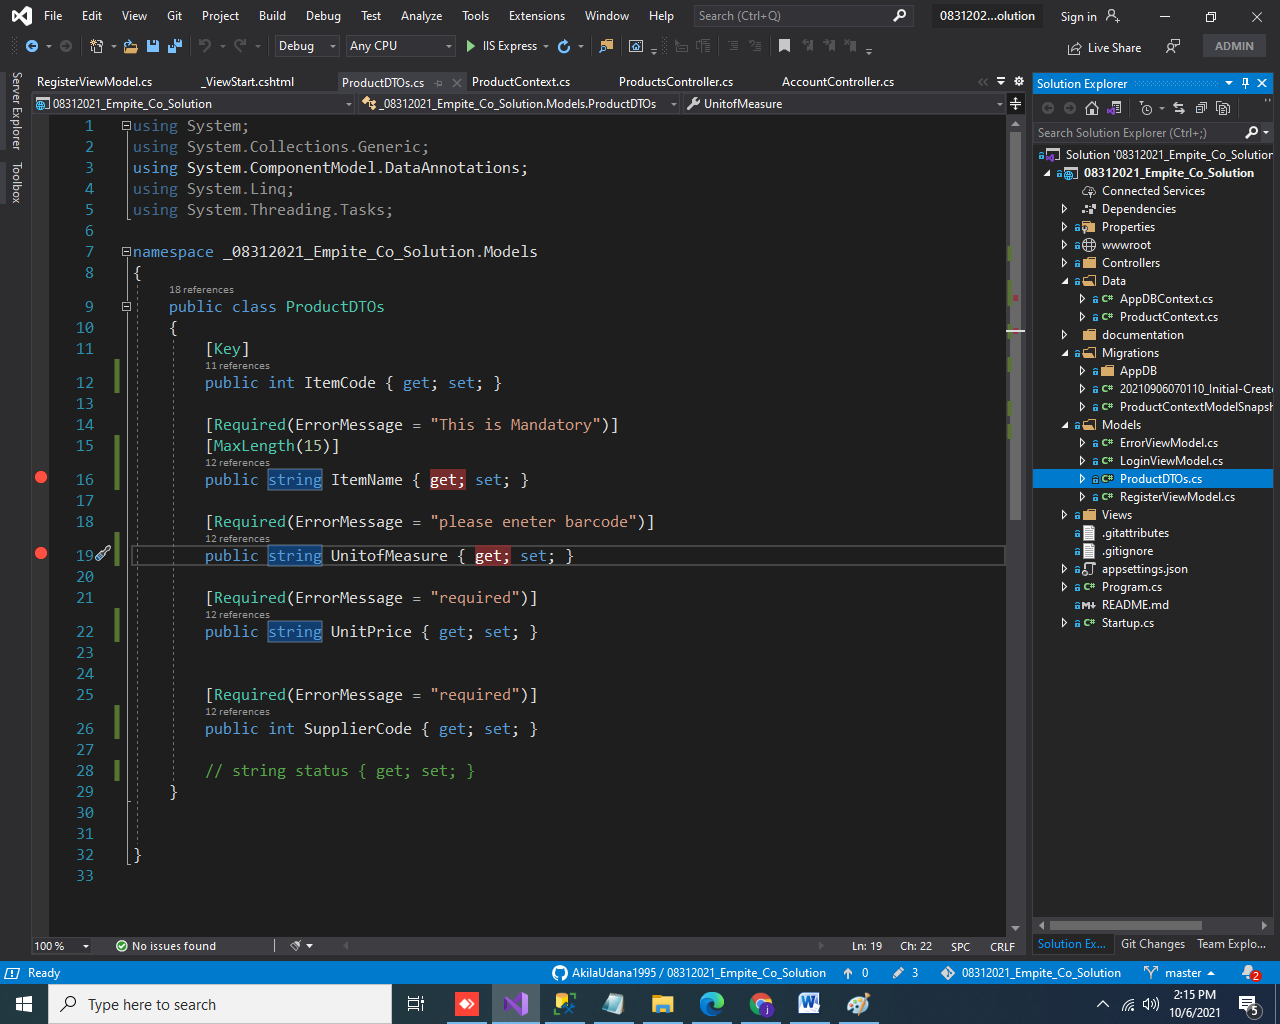 File Edit View Git Project Build Debug Test Analyze Tools Extensions Window Help Search (Ctrl+Q) 0831202...olution Sign in
Debug Any CPU IIS Express Live Share ADMIN
Server Explorer
Toolbox
RegisterViewModel.cs _ViewStart.cshtml ProductDTOs.cs ProductContext.cs ProductsController.cs AccountController.cs
08312021_Empite_Co_Solution _08312021_Empite_Co_Solution.Models.ProductDTOs UnitofMeasure
1 using System;
2 using System.Collections.Generic;
3 using System.ComponentModel.DataAnnotations;
4 using System.Linq;
5 using System.Threading.Tasks;
6
7 namespace _08312021_Empite_Co_Solution.Models
8 {
18 references
9 public class ProductDTOs
10 {
11 [Key]
11 references
12 public int ItemCode { get; set; }
13
14 [Required(ErrorMessage = "This is Mandatory")]
15 [MaxLength(15)]
12 references
16 public string ItemName { get; set; }
17
18 [Required(ErrorMessage = "please eneter barcode")]
12 references
19 public string UnitofMeasure { get; set; }
20
21 [Required(ErrorMessage = "required")]
12 references
22 public string UnitPrice { get; set; }
23
24
25 [Required(ErrorMessage = "required")]
12 references
26 public int SupplierCode { get; set; }
27
28 // string status { get; set; }
29 }
30
31
32 }
33
100 % No issues found Ln: 19 Ch: 22 SPC CRLF
Solution Explorer
Search Solution Explorer (Ctrl+;)
Solution '08312021_Empite_Co_Solution
08312021_Empite_Co_Solution
Connected Services
Dependencies
Properties
wwwroot
Controllers
Data
C# AppDBContext.cs
C# ProductContext.cs
documentation
Migrations
AppDB
C# 20210906070110_Initial-Create
C# ProductContextModelSnapsh
Models
C# ErrorViewModel.cs
C# LoginViewModel.cs
C# ProductDTOs.cs
C# RegisterViewModel.cs
Views
.gitattributes
.gitignore
appsettings.json
C# Program.cs
M↓ README.md
C# Startup.cs
Solution Ex... Git Changes Team Explo...
Ready AkilaUdana1995 / 08312021_Empite_Co_Solution 0 3 08312021_Empite_Co_Solution master 2
Type here to search
2:15 PM
10/6/2021
5